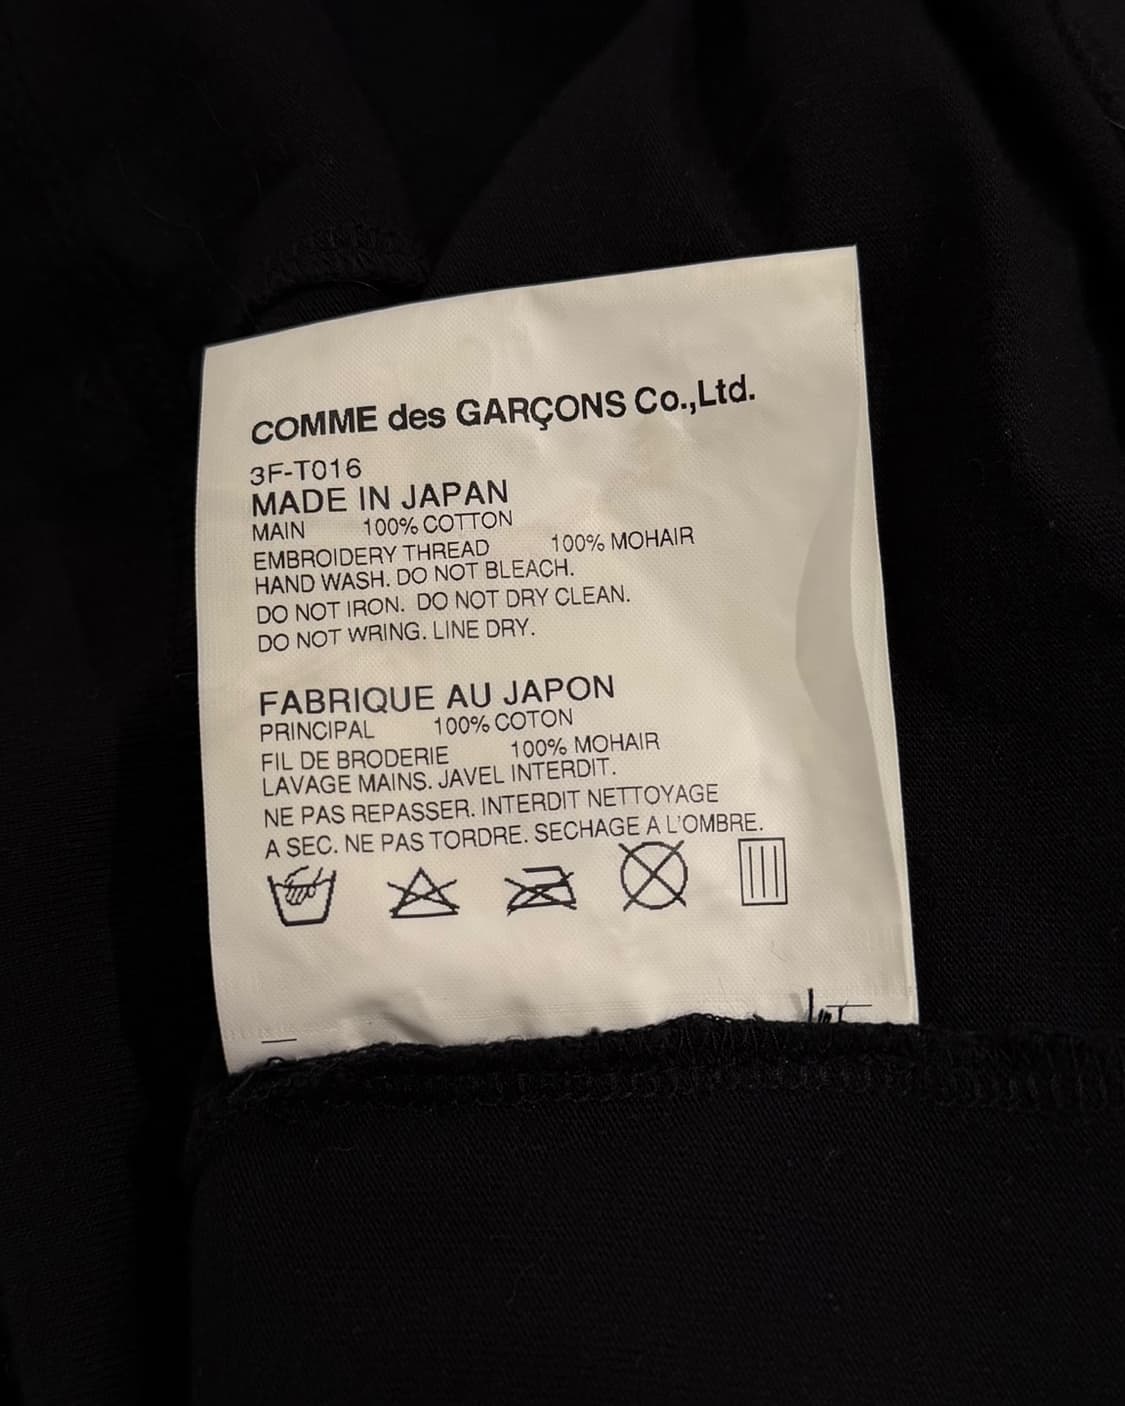 COMME des GARÇONS Co.,Ltd.
3F-T016
MADE IN JAPAN
MAIN 100% COTTON
EMBROIDERY THREAD 100% MOHAIR
HAND WASH. DO NOT BLEACH.
DO NOT IRON. DO NOT DRY CLEAN.
DO NOT WRING. LINE DRY.
FABRIQUE AU JAPON
PRINCIPAL 100% COTON
FIL DE BRODERIE 100% MOHAIR
LAVAGE MAINS. JAVEL INTERDIT.
NE PAS REPASSER. INTERDIT NETTOYAGE
A SEC. NE PAS TORDRE. SECHAGE A L'OMBRE.